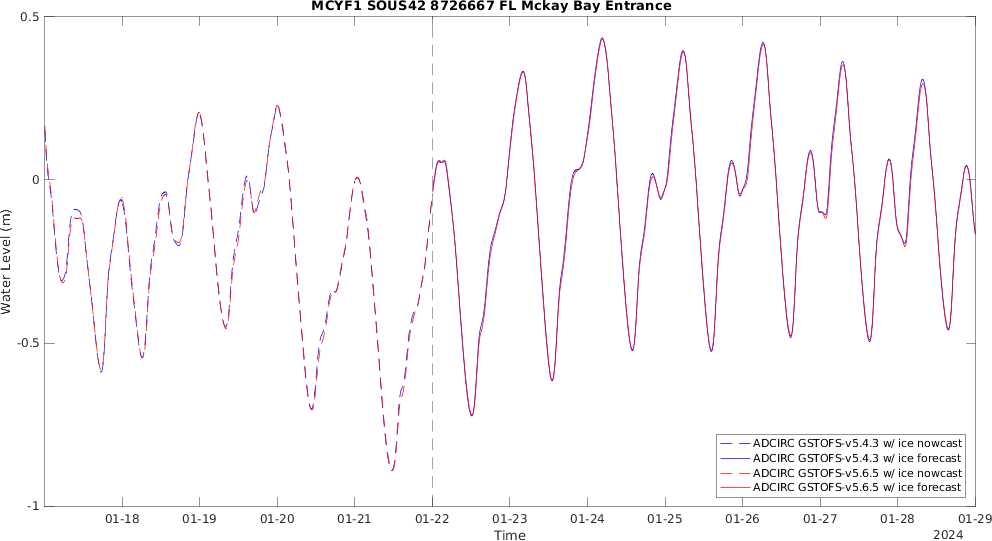 MCYF1 SOUS42 8726667 FL Mckay Bay Entrance
0.5
0
-0.5
-1
Water Level (m)
01-18 01-19 01-20 01-21 01-22 01-23 01-24 01-25 01-26 01-27 01-28 01-29
Time
2024
ADCIRC GSTOFS-v5.4.3 w/ ice nowcast
ADCIRC GSTOFS-v5.4.3 w/ ice forecast
ADCIRC GSTOFS-v5.6.5 w/ ice nowcast
ADCIRC GSTOFS-v5.6.5 w/ ice forecast